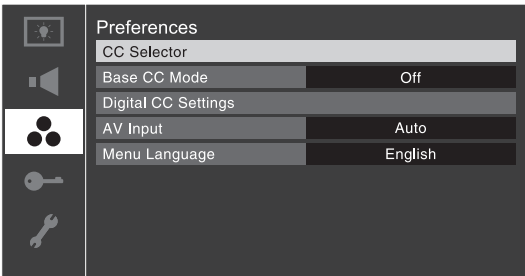 Preferences
CC Selector
Base CC Mode Off
Digital CC Settings
AV Input Auto
Menu Language English